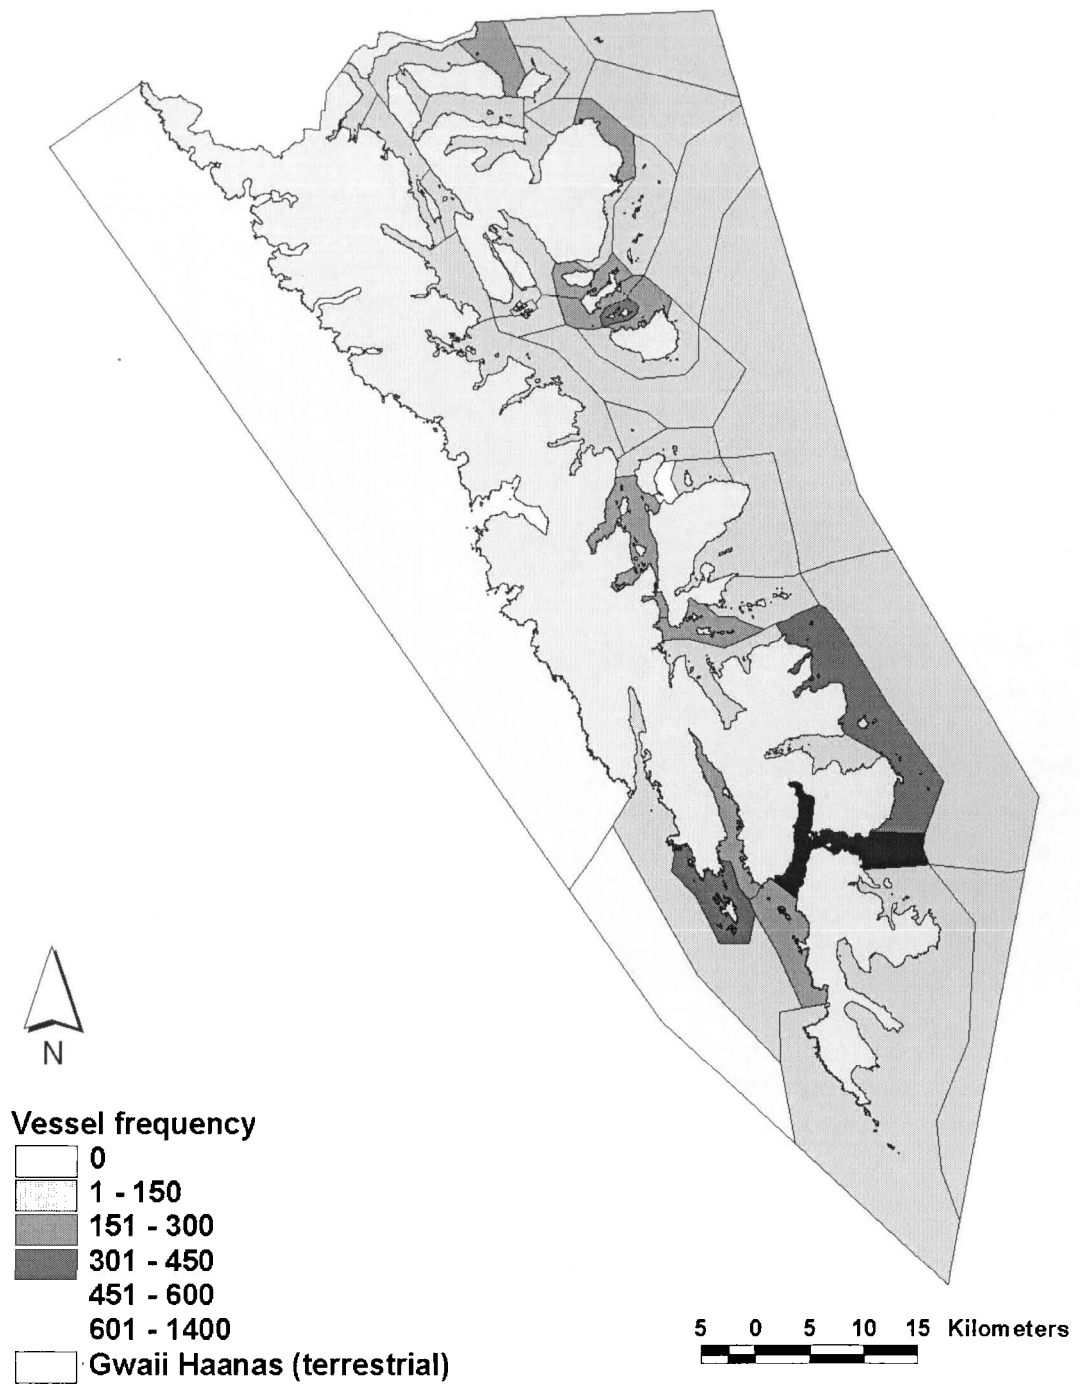 N
Vessel frequency
0
1 - 150
151 - 300
301 - 450
451 - 600
601 - 1400
Gwaii Haanas (terrestrial)
5 0 5 10 15 Kilometers